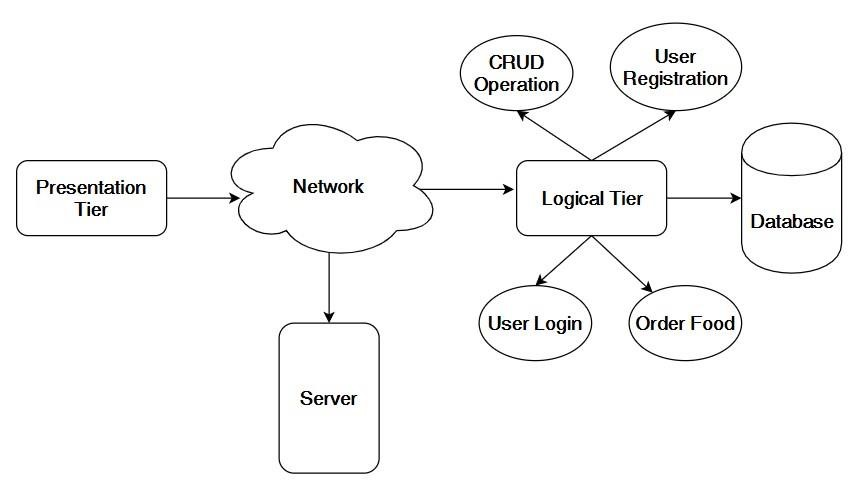 CRUD
Operation
User
Registration
Presentation
Tier
Network
Logical Tier
Database
User Login
Order Food
Server